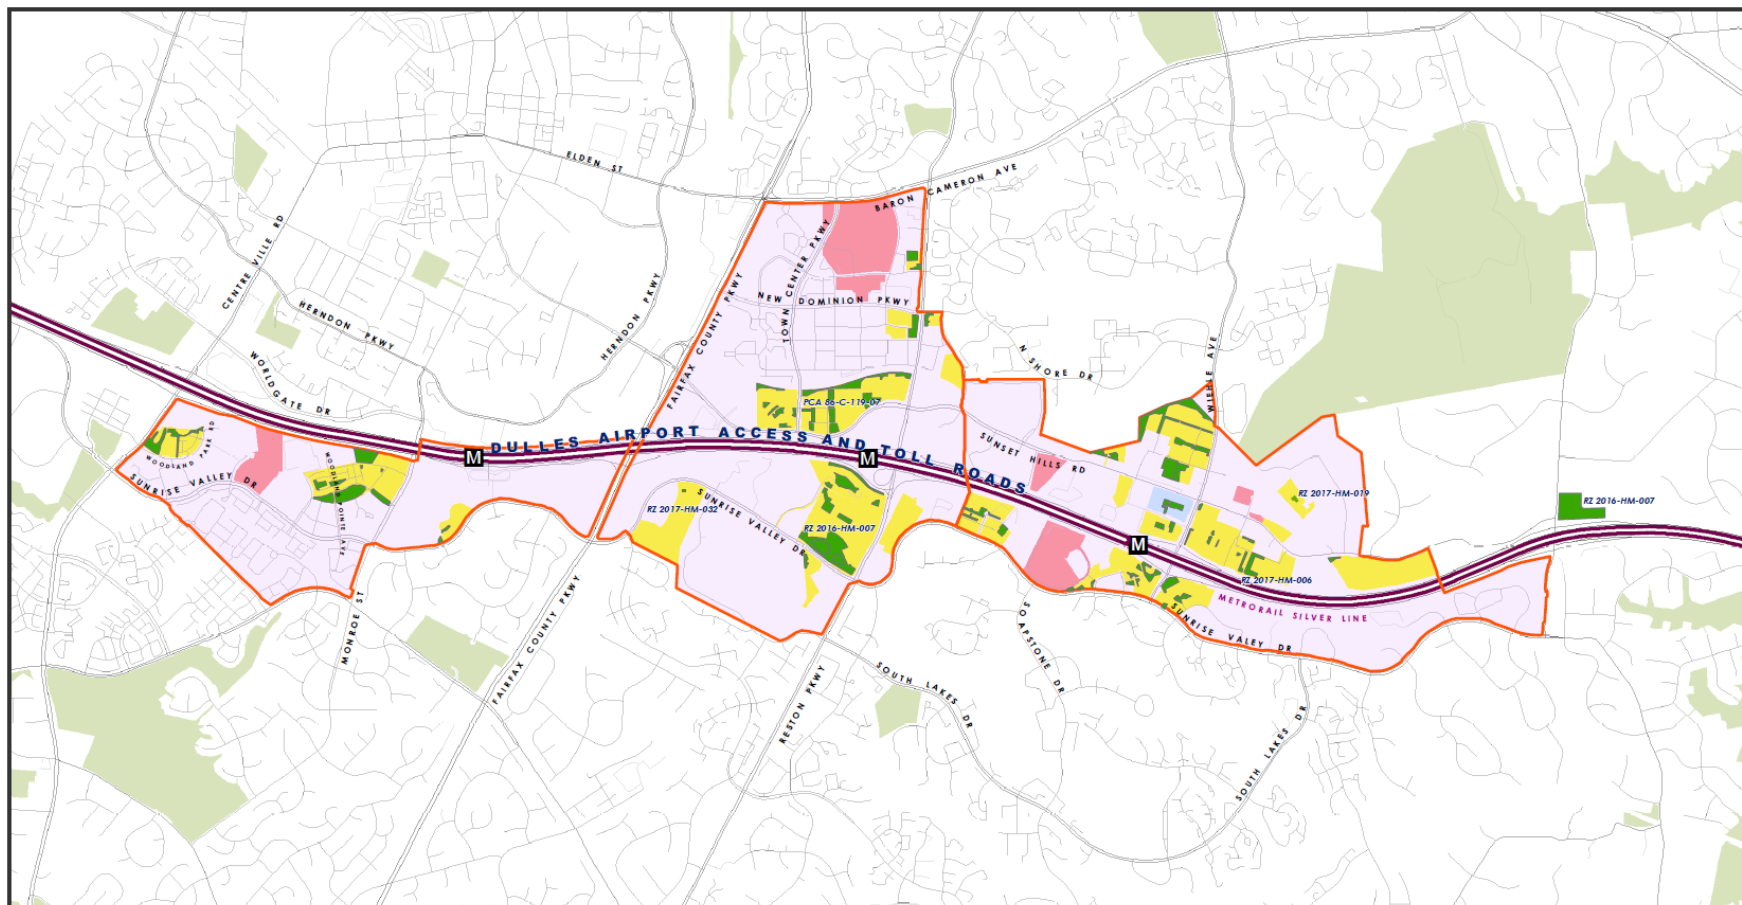 ELDEN ST
BARON CAMERON AVE
CENTRE VILLE RD
TOWN CENTER PKWY
HERNDON PKWY
HERNDON PKWY
FAIRFAX COUNTY PKWY
NEW DOMINION PKWY
WORLDGATE DR
N SHORE DR
WIEHLE AVE
FAIRFAX COUNTY PKWY
PCA 86-C-119-07
WOODLAND PARK RD
DULLES AIRPORT ACCESS AND TOLL ROADS
M
M
SUNSET HILLS RD
SUNRISE VALLEY DR
WOODLAND POINTE AVE
RZ 2017-HM-032
SUNRISE VALLEY DR
RZ 2016-HM-007
RZ 2017-HM-019
RZ 2016-HM-007
M
RZ 2017-HM-006
METRORAIL SILVER LINE
SUNRISE VALEY DR
MONROE ST
FAIRFAX COUNTY PKWY
SOAPSTONE DR
RESTON PKWY
SOUTH LAKES DR
SOUTH LAKES DR